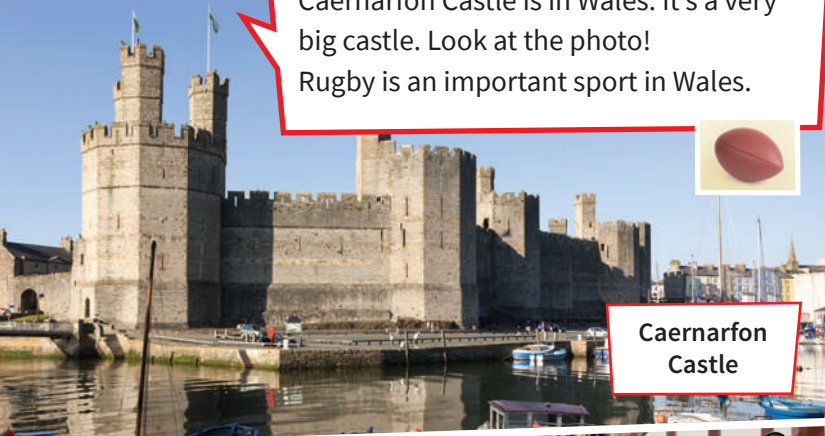 Caernarfon Castle is in Wales. It's a very
big castle. Look at the photo!
Rugby is an important sport in Wales.
Caernarfon
Castle